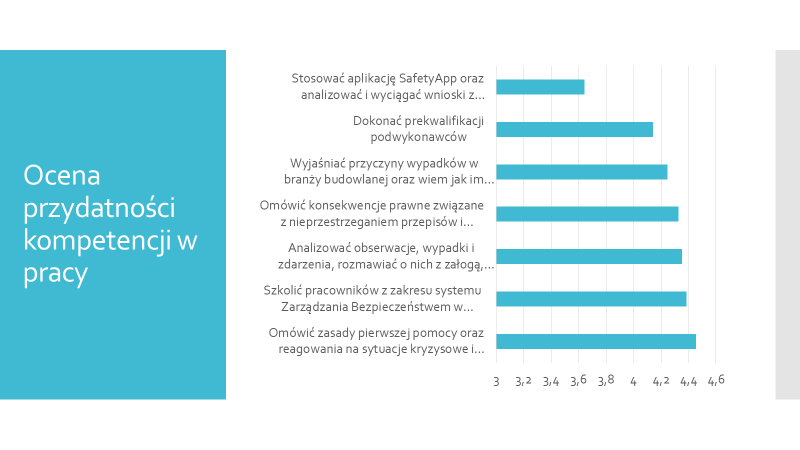 Ocena
przydatności
kompetencji w
pracy
Stosować aplikację SafetyApp oraz
analizować i wyciągać wnioski z…
Dokonać prekwalifikacji
podwykonawców
Wyjaśniać przyczyny wypadków w
branży budowlanej oraz wiem jak im…
Omówić konsekwencje prawne związane
z nieprzestrzeganiem przepisów i…
Analizować obserwacje, wypadki i
zdarzenia, rozmawiać o nich z załogą,…
Szkolić pracowników z zakresu systemu
Zarządzania Bezpieczeństwem w…
Omówić zasady pierwszej pomocy oraz
reagowania na sytuacje kryzysowe i…
3 3,2 3,4 3,6 3,8 4 4,2 4,4 4,6